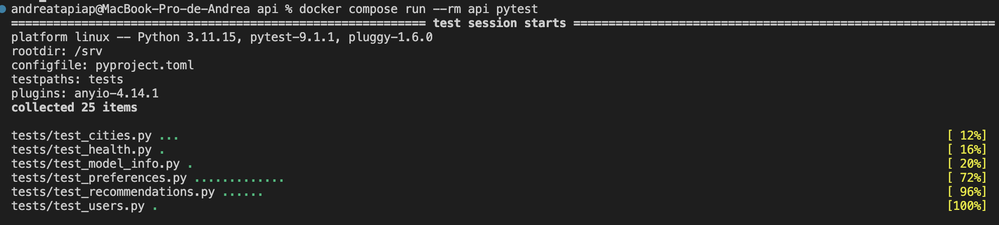 andreatapiap@MacBook-Pro-de-Andrea api % docker compose run --rm api pytest
=========================================================== test session starts ============================================================
platform linux -- Python 3.11.15, pytest-9.1.1, pluggy-1.6.0
rootdir: /srv
configfile: pyproject.toml
testpaths: tests
plugins: anyio-4.14.1
collected 25 items

tests/test_cities.py ... [ 12%]
tests/test_health.py . [ 16%]
tests/test_model_info.py . [ 20%]
tests/test_preferences.py ............. [ 72%]
tests/test_recommendations.py ...... [ 96%]
tests/test_users.py . [100%]